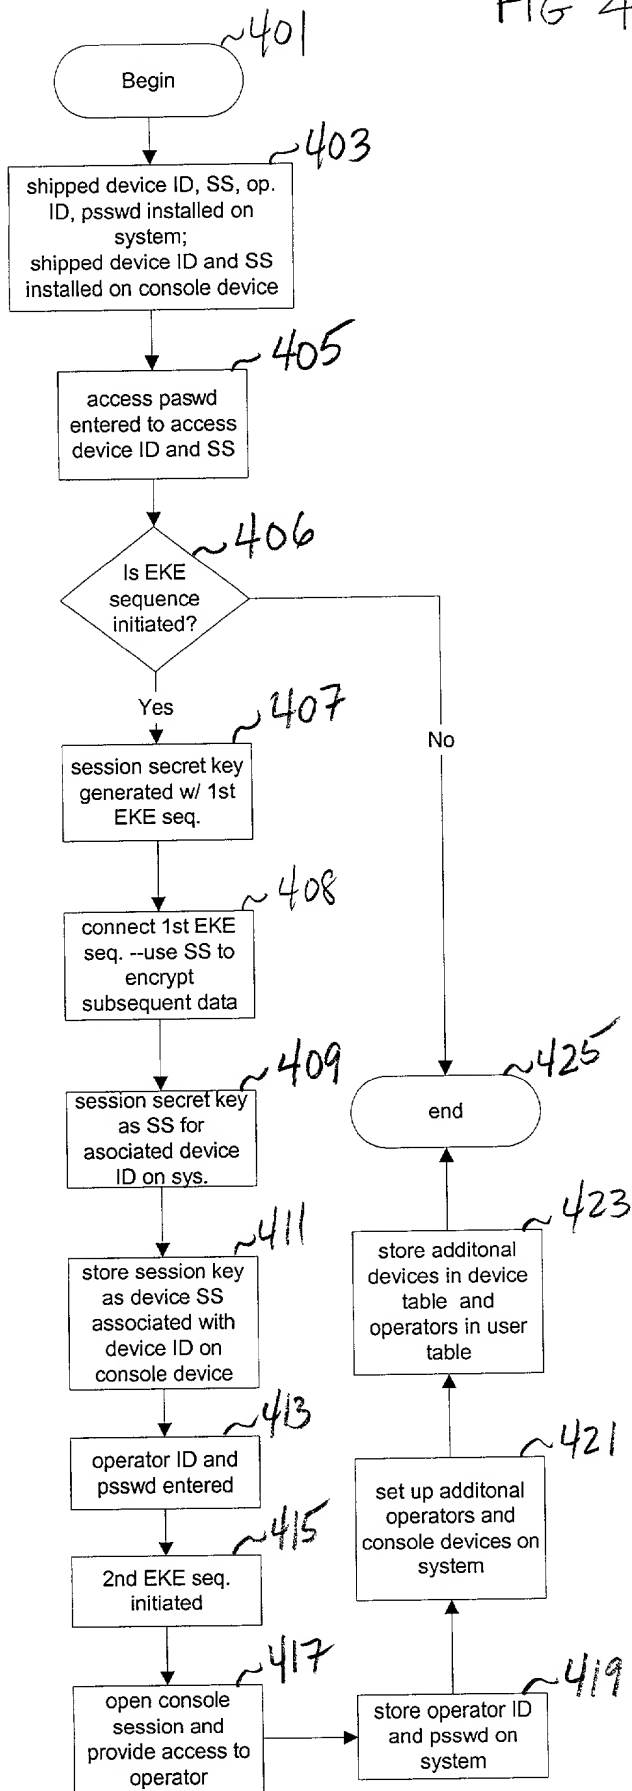 FIG 4
401
Begin
403
shipped device ID, SS, op.
ID, psswd installed on
system;
shipped device ID and SS
installed on console device
405
access paswd
entered to access
device ID and SS
406
Is EKE
sequence
initiated?
Yes
No
407
session secret key
generated w/ 1st
EKE seq.
408
connect 1st EKE
seq. --use SS to
encrypt
subsequent data
409
session secret key
as SS for
asociated device
ID on sys.
411
store session key
as device SS
associated with
device ID on
console device
413
operator ID and
psswd entered
415
2nd EKE seq.
initiated
417
open console
session and
provide access to
operator
419
store operator ID
and psswd on
system
421
set up additonal
operators and
console devices on
system
423
store additonal
devices in device
table and
operators in user
table
425
end